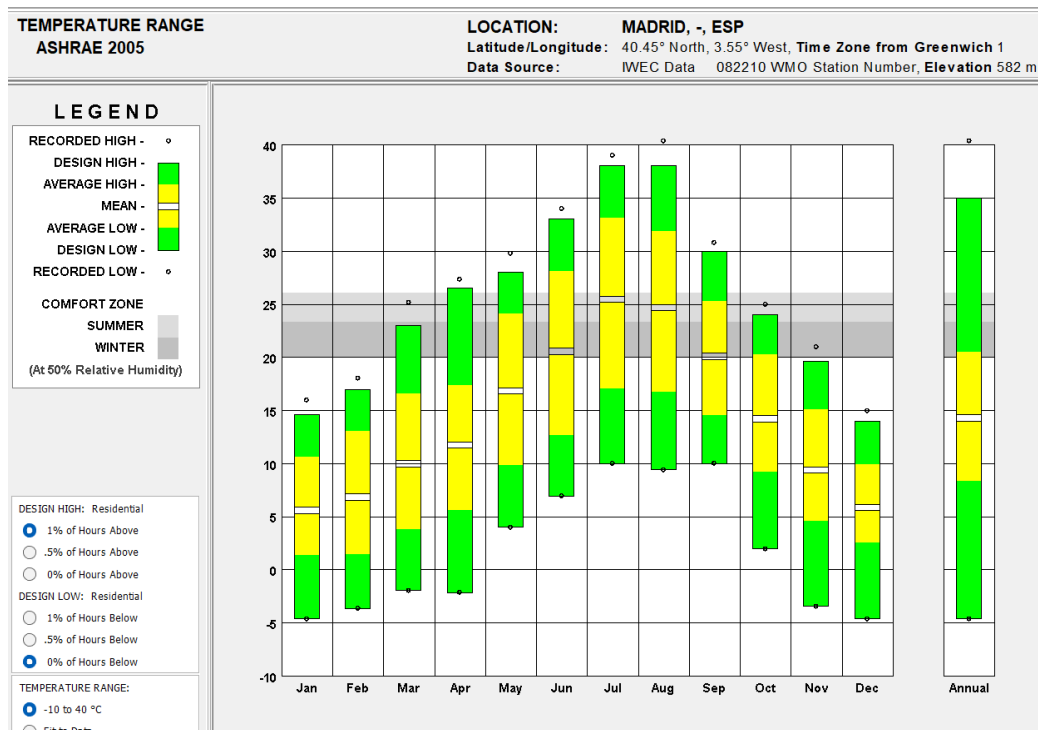 TEMPERATURE RANGE
ASHRAE 2005
LOCATION: MADRID, -, ESP
Latitude/Longitude: 40.45° North, 3.55° West, Time Zone from Greenwich 1
Data Source: IWEC Data 082210 WMO Station Number, Elevation 582 m
LEGEND
RECORDED HIGH -
DESIGN HIGH -
AVERAGE HIGH -
MEAN -
AVERAGE LOW -
DESIGN LOW -
RECORDED LOW -
COMFORT ZONE
SUMMER
WINTER
(At 50% Relative Humidity)
DESIGN HIGH: Residential
1% of Hours Above
.5% of Hours Above
0% of Hours Above
DESIGN LOW: Residential
1% of Hours Below
.5% of Hours Below
0% of Hours Below
TEMPERATURE RANGE:
-10 to 40 °C
Fit to Data
40
35
30
25
20
15
10
5
0
-5
-10
Jan Feb Mar Apr May Jun Jul Aug Sep Oct Nov Dec Annual